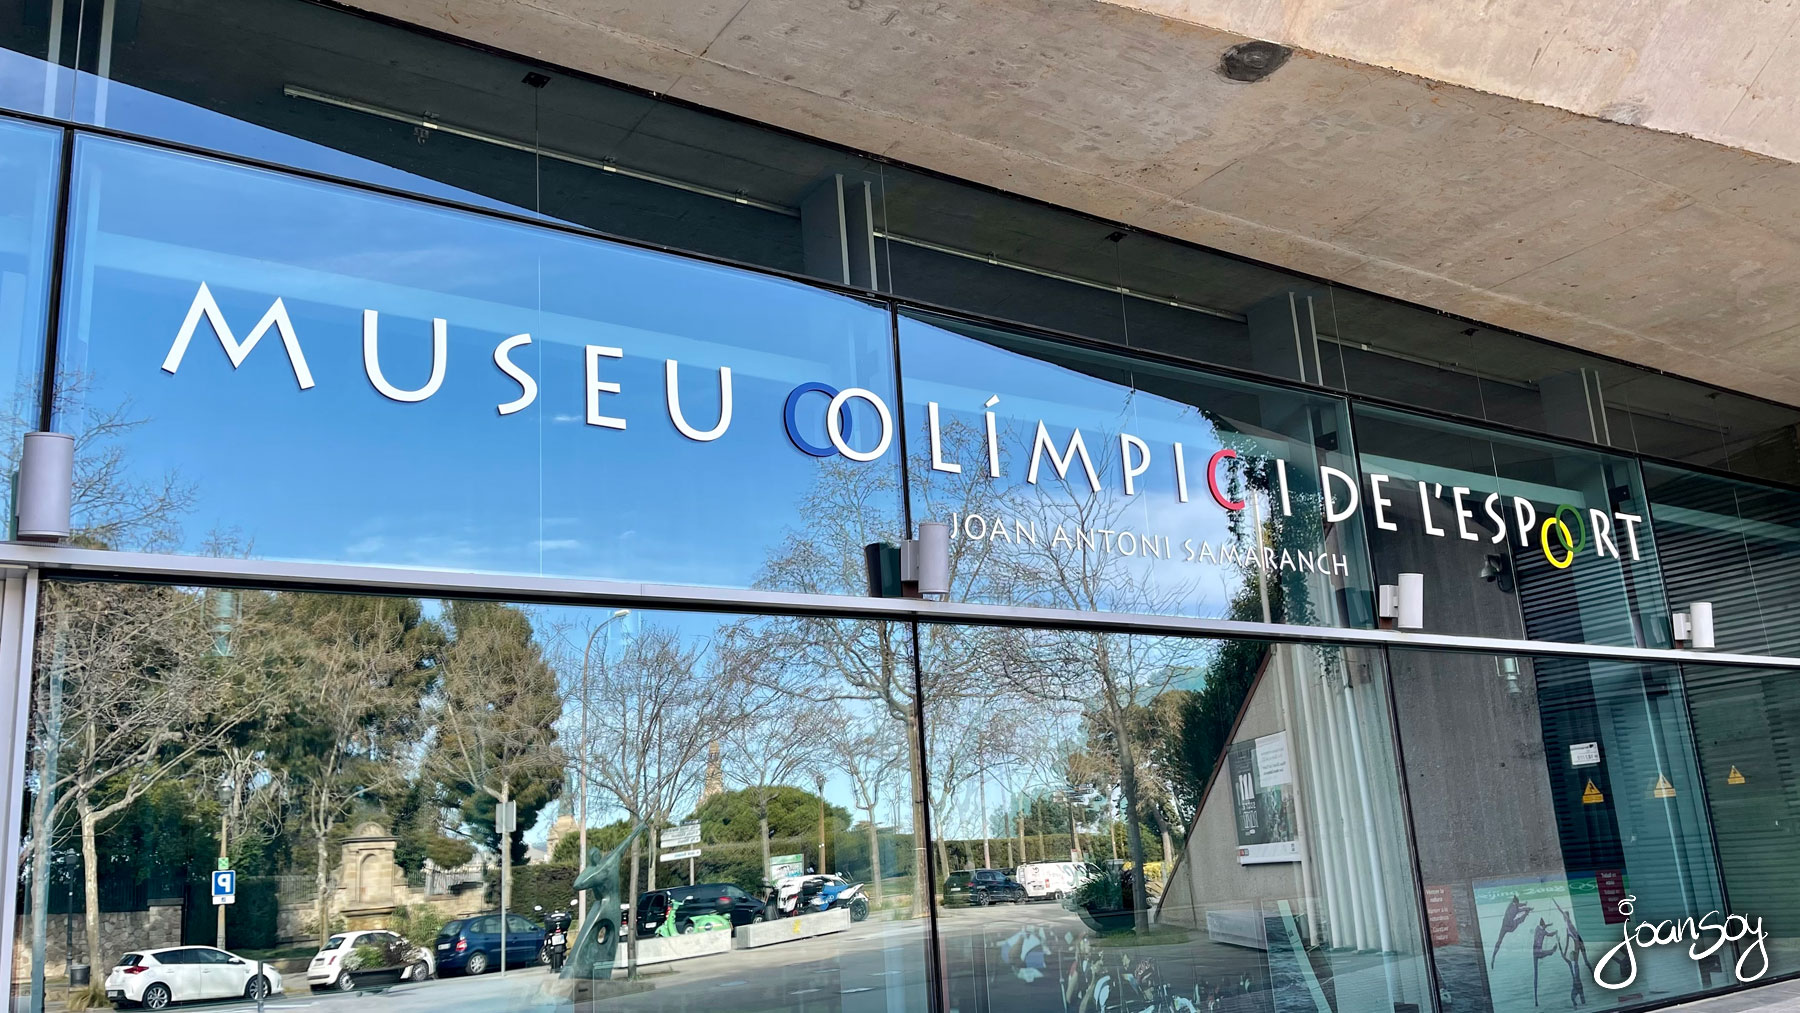 MUSEU OLÍMPIC I DE L'ESPORT
JOAN ANTONI SAMARANCH
P
joansoy